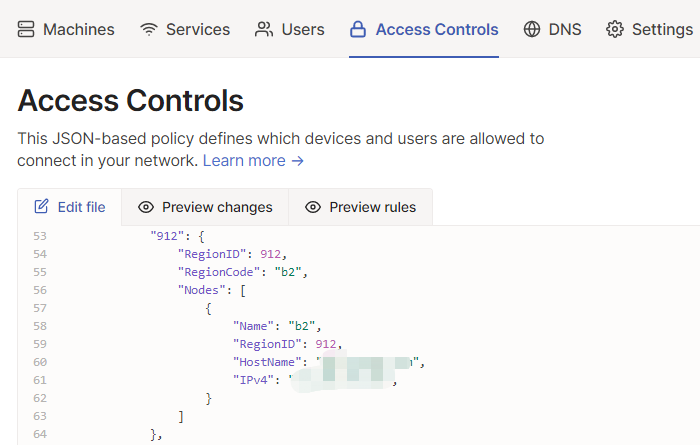 Machines Services Users Access Controls DNS Settings
Access Controls
This JSON-based policy defines which devices and users are allowed to
connect in your network. Learn more →
Edit file Preview changes Preview rules
53 "912": {
54 "RegionID": 912,
55 "RegionCode": "b2",
56 "Nodes": [
57 {
58 "Name": "b2",
59 "RegionID": 912,
60 "HostName": "
61 "IPv4": "
62 }
63 ]
64 },